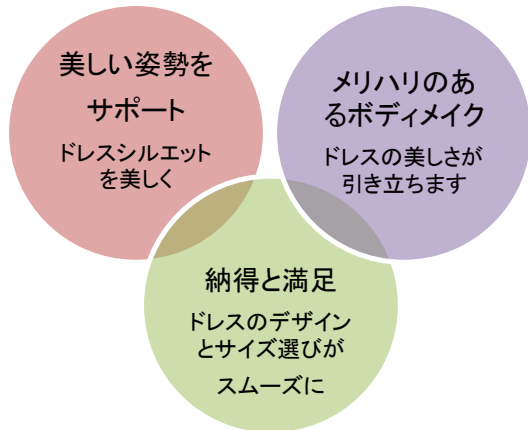 美しい姿勢を
サポート
ドレスシルエット
を美しく
メリハリのあ
るボディメイク
ドレスの美しさが
引き立ちます
納得と満足
ドレスのデザイン
とサイズ選びが
スムーズに